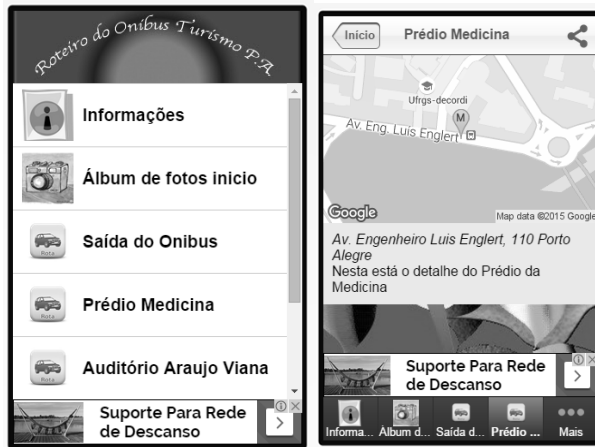 Roteiro do Onibus Turismo P.A
Informações
Álbum de fotos inicio
Saída do Onibus
Rota
Prédio Medicina
Rota
Auditório Araujo Viana
Rota
Suporte Para Rede
de Descanso
Início
Prédio Medicina
Ufrgs-decordi
M
Av. Eng. Luis Englert
Google
Map data ©2015 Google
Av. Engenheiro Luis Englert, 110 Porto
Alegre
Nesta está o detalhe do Prédio da
Medicina
Suporte Para Rede
de Descanso
Informa... Álbum d... Saída d... Prédio ... Mais